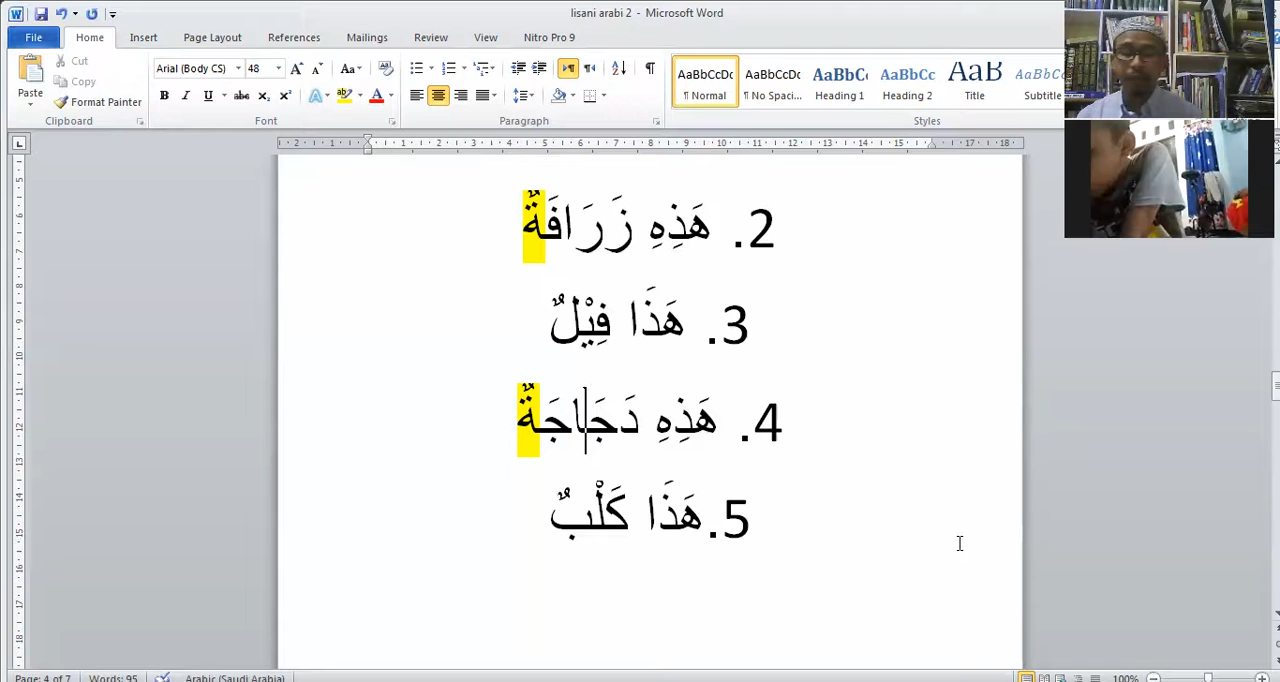 lisani arabi 2 - Microsoft Word
File Home Insert Page Layout References Mailings Review View Nitro Pro 9
Paste Cut Copy Format Painter
Arial (Body CS) 48
AaBbCcDc AaBbCcDc AaBbC AaBbCc AaB AaBbCc
¶ Normal ¶ No Spaci... Heading 1 Heading 2 Title Subtitle
Clipboard Font Paragraph Styles
2. هَذِهِ زَرَافَةٌ
3. هَذَا فِيْلٌ
4. هَذِهِ دَجَاجَةٌ
5.هَذَا كَلْبٌ
Page: 4 of 7 Words: 95 Arabic (Saudi Arabia) 100%